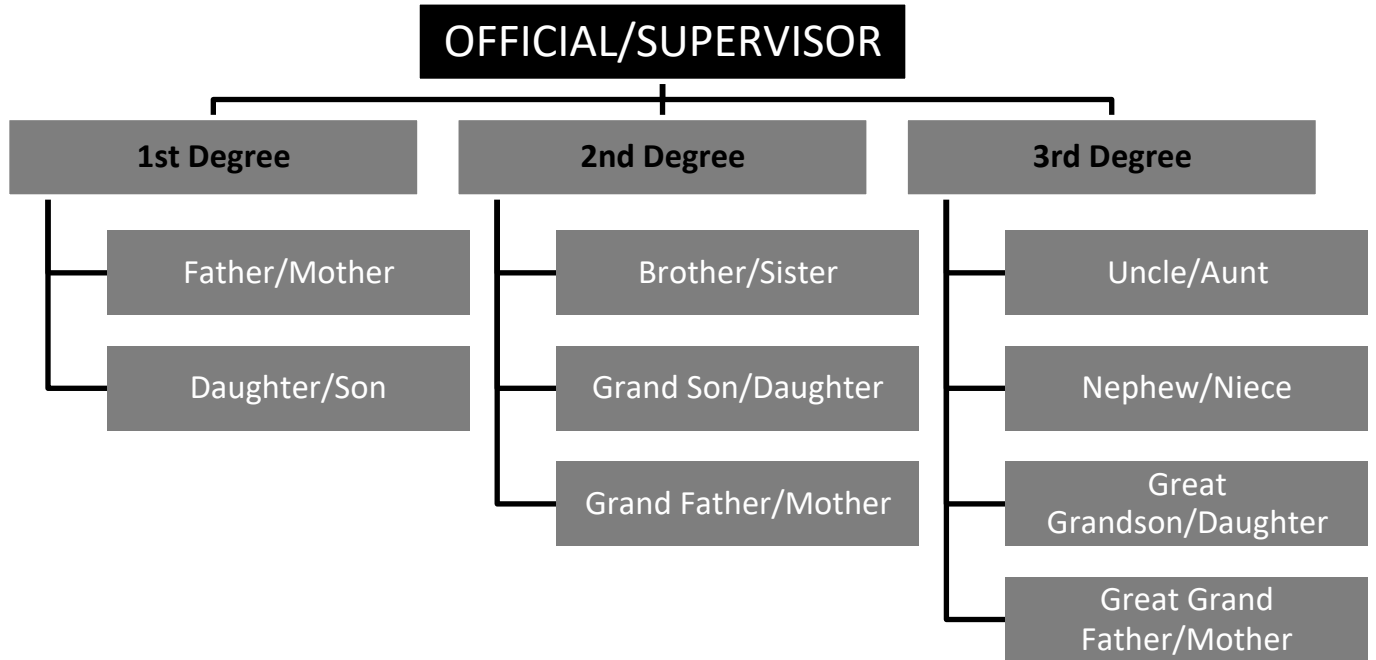 OFFICIAL/SUPERVISOR
1st Degree
Father/Mother
Daughter/Son
2nd Degree
Brother/Sister
Grand Son/Daughter
Grand Father/Mother
3rd Degree
Uncle/Aunt
Nephew/Niece
Great
Grandson/Daughter
Great Grand
Father/Mother